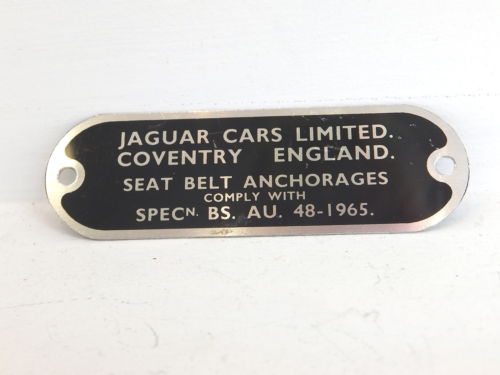 JAGUAR CARS LIMITED.
COVENTRY ENGLAND.
SEAT BELT ANCHORAGES
COMPLY WITH
SPECN. BS. AU. 48-1965.